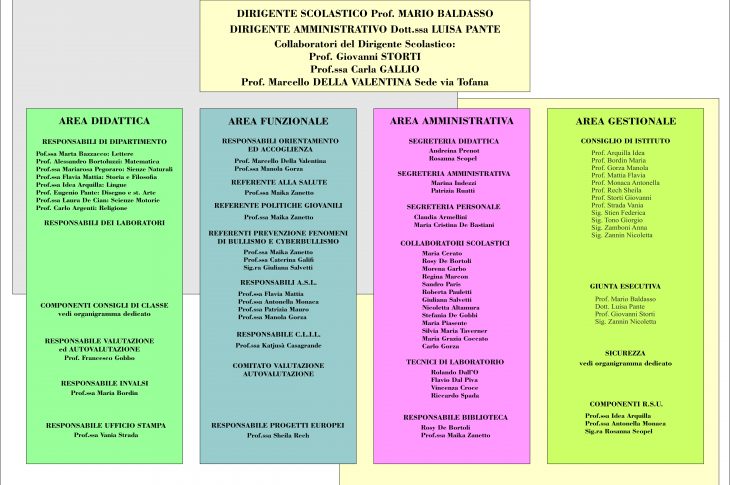 DIRIGENTE SCOLASTICO Prof. MARIO BALDASSO
DIRIGENTE AMMINISTRATIVO Dott.ssa LUISA PANTE
Collaboratori del Dirigente Scolastico:
Prof. Giovanni STORTI
Prof.ssa Carla GALLIO
Prof. Marcello DELLA VALENTINA Sede via Tofana
AREA DIDATTICA
RESPONSABILI DI DIPARTIMENTO
Pof.ssa Marta Bazzacco: Lettere
Prof. Alessandro Bortoluzzi: Matematica
Prof.ssa Mariarosa Pegoraro: Sienze Naturali
Prof.ssa Flavia Mattia: Storia e Filosofia
Prof.ssa Idea Arquilla: Lingue
Prof. Eugenio Pante: Disegno e st. Arte
Prof.ssa Laura De Cian: Scienze Motorie
Prof. Carlo Argenti: Religione
RESPONSABILI DEI LABORATORI
COMPONENTI CONSIGLI DI CLASSE
vedi organigramma dedicato
RESPONSABILE VALUTAZIONE
ed AUTOVALUTAZIONE
Prof. Francesco Gobbo
RESPONSABILE INVALSI
Prof.ssa Maria Bordin
RESPONSABILE UFFICIO STAMPA
Prof.ssa Vania Strada
AREA FUNZIONALE
RESPONSABILI ORIENTAMENTO
ED ACCOGLIENZA
Prof. Marcello Della Valentina
Prof.ssa Manola Gorza
REFERENTE ALLA SALUTE
Prof.ssa Maika Zanetto
REFERENTE POLITICHE GIOVANILI
Prof.ssa Maika Zanetto
REFERENTI PREVENZIONE FENOMENI
DI BULLISMO E CYBERBULLISMO
Prof.ssa Maika Zanetto
Prof.ssa Caterina Galifi
Sig.ra Giuliana Salvetti
RESPONSABILI A.S.L.
Prof.ssa Flavia Mattia
Prof.ssa Antonella Monaca
Prof.ssa Patrizia Mauro
Prof.ssa Manola Gorza
RESPONSABILE C.L.I.L.
Prof.ssa Katjusà Casagrande
COMITATO VALUTAZIONE
AUTOVALUTAZIONE
RESPONSABILE PROGETTI EUROPEI
Prof.ssa Sheila Rech
AREA AMMINISTRATIVA
SEGRETERIA DIDATTICA
Andreina Prenot
Rosanna Scopel
SEGRETERIA AMMINISTRATIVA
Marina Indezzi
Patrizia Ruatti
SEGRETERIA PERSONALE
Claudia Armellini
Maria Cristina De Bastiani
COLLABORATORI SCOLASTICI
Maria Cerato
Rosy De Bortoli
Morena Garbo
Regina Marcon
Sandro Paris
Roberta Pauletti
Giuliana Salvetti
Nicoletta Altamura
Stefania De Gobbi
Maria Piasente
Silvia Maria Taverner
Maria Grazia Coccato
Carlo Gorza
TECNICI DI LABORATORIO
Rolando Dall'O
Flavio Dal Piva
Vincenza Croce
Riccardo Spada
RESPONSABILE BIBLIOTECA
Rosy De Bortoli
Prof.ssa Maika Zanetto
AREA GESTIONALE
CONSIGLIO DI ISTITUTO
Prof. Arquilla Idea
Prof. Bordin Maria
Prof. Gorza Manola
Prof. Mattia Flavia
Prof. Monaca Antonella
Prof. Rech Sheila
Prof. Storti Giovanni
Prof. Strada Vania
Sig. Stien Federica
Sig. Tono Giorgio
Sig. Zamboni Anna
Sig. Zannin Nicoletta
GIUNTA ESECUTIVA
Prof. Mario Baldasso
Dott. Luisa Pante
Prof. Giovanni Storti
Sig. Zannin Nicoletta
SICUREZZA
vedi organigramma dedicato
COMPONENTI R.S.U.
Prof.ssa Idea Arquilla
Prof.ssa Antonella Monaca
Sig.ra Rosanna Scopel